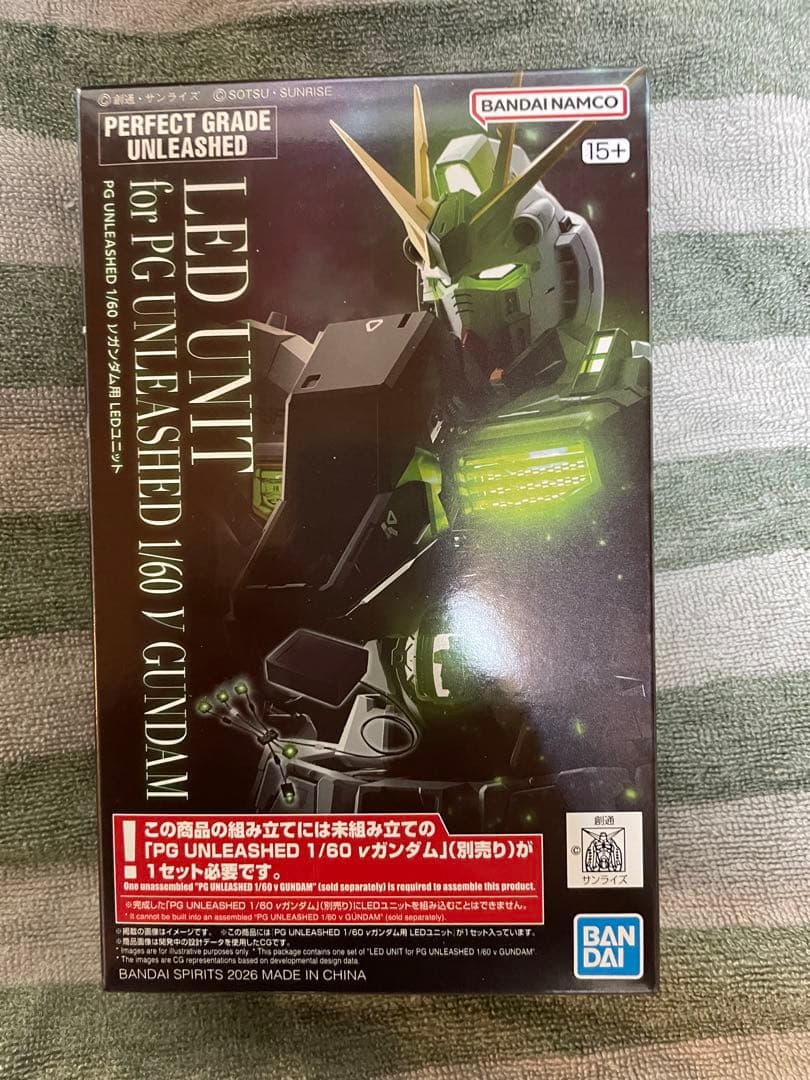 ©創通・サンライズ ©SOTSU・SUNRISE
BANDAI NAMCO
PERFECT GRADE
UNLEASHED
15+
LED UNIT
for PG UNLEASHED 1/60 ν GUNDAM
PG UNLEASHED 1/60 νガンダム用 LEDユニット
この商品の組み立てには未組み立ての
「PG UNLEASHED 1/60 νガンダム」(別売り)が
1セット必要です。
One unassembled "PG UNLEASHED 1/60 ν GUNDAM" (sold separately) is required to assemble this product.
※完成した「PG UNLEASHED 1/60 νガンダム」(別売り)にLEDユニットを組み込むことはできません。
* It cannot be built into an assembled "PG UNLEASHED 1/60 ν GUNDAM" (sold separately).
※掲載の画像はイメージです。 ※この商品には「PG UNLEASHED 1/60 νガンダム用 LEDユニット」が1セット入っています。
※商品画像は開発中の設計データを使用したCGです。
* Images are for illustrative purposes only. * This package contains one set of "LED UNIT for PG UNLEASHED 1/60 ν GUNDAM".
* The images are CG representations based on developmental design data.
BANDAI SPIRITS 2026 MADE IN CHINA
創通
©
サンライズ
BAN
DAI